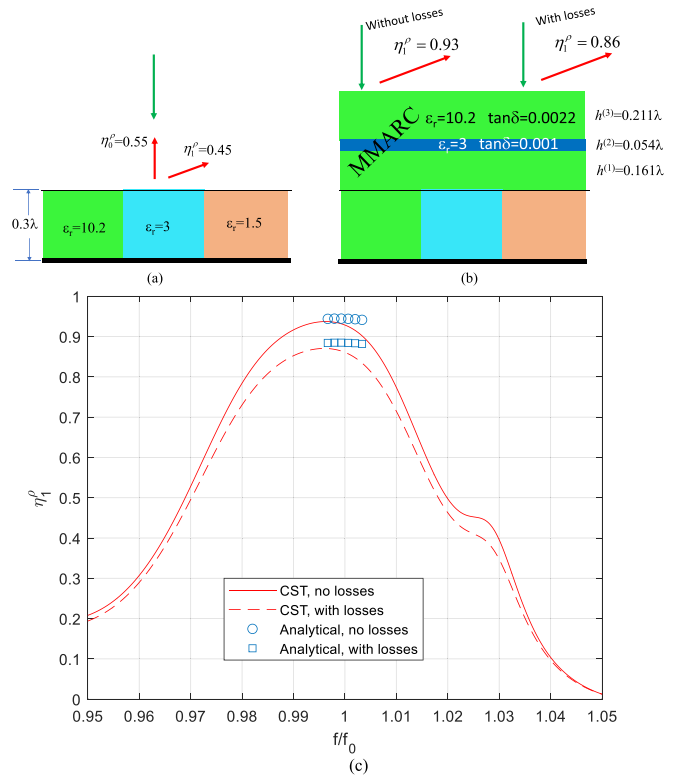 η₀ᵖ=0.55
η₁ᵖ=0.45
0.3λ
εr=10.2
εr=3
εr=1.5
(a)
Without losses
With losses
η₁ᵖ = 0.93
η₁ᵖ = 0.86
MMARC
εr=10.2 tanδ=0.0022
εr=3 tanδ=0.001
h⁽³⁾=0.211λ
h⁽²⁾=0.054λ
h⁽¹⁾=0.161λ
(b)
1
0.9
0.8
0.7
0.6
0.5
0.4
0.3
0.2
0.1
0
η₁ᵖ
CST, no losses
CST, with losses
Analytical, no losses
Analytical, with losses
0.95 0.96 0.97 0.98 0.99 1 1.01 1.02 1.03 1.04 1.05
f/f₀
(c)